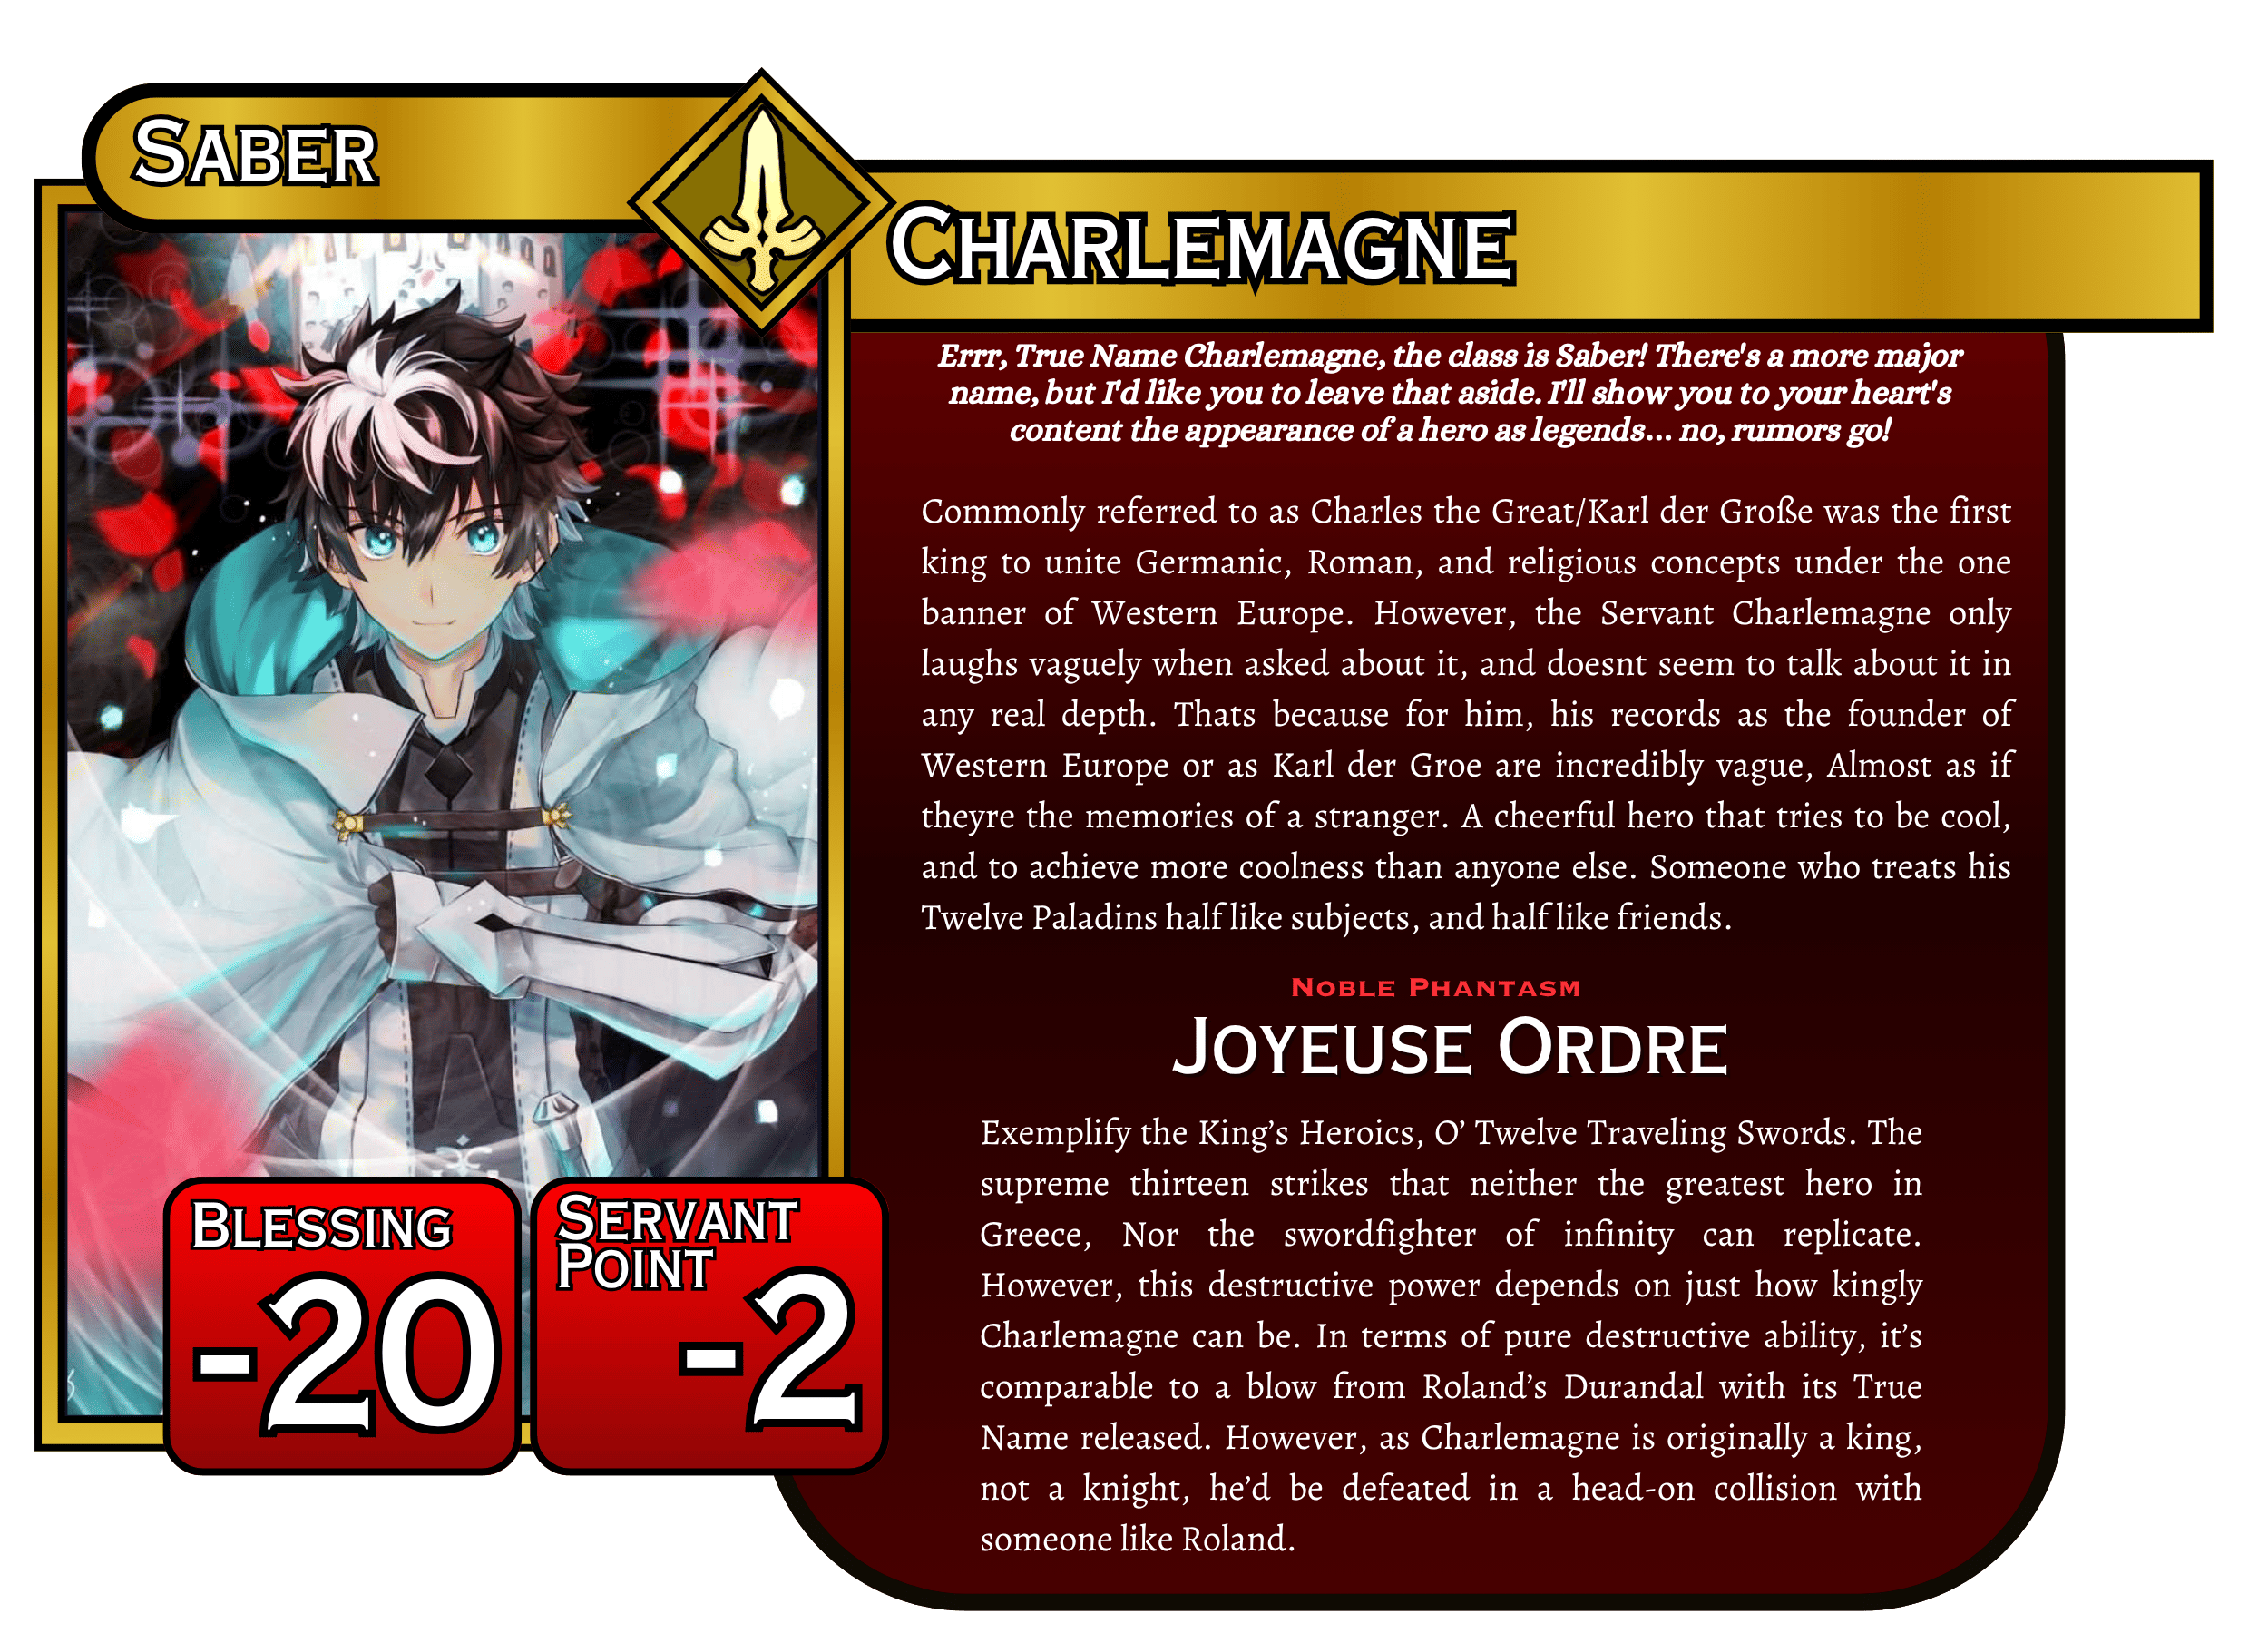 SABER
CHARLEMAGNE
Errr, True Name Charlemagne, the class is Saber! There's a more major
name, but I'd like you to leave that aside. I'll show you to your heart's
content the appearance of a hero as legends... no, rumors go!
Commonly referred to as Charles the Great/Karl der Große was the first
king to unite Germanic, Roman, and religious concepts under the one
banner of Western Europe. However, the Servant Charlemagne only
laughs vaguely when asked about it, and doesnt seem to talk about it in
any real depth. Thats because for him, his records as the founder of
Western Europe or as Karl der Groe are incredibly vague, Almost as if
theyre the memories of a stranger. A cheerful hero that tries to be cool,
and to achieve more coolness than anyone else. Someone who treats his
Twelve Paladins half like subjects, and half like friends.
NOBLE PHANTASM
JOYEUSE ORDRE
Exemplify the King’s Heroics, O’ Twelve Traveling Swords. The
supreme thirteen strikes that neither the greatest hero in
Greece, Nor the swordfighter of infinity can replicate.
However, this destructive power depends on just how kingly
Charlemagne can be. In terms of pure destructive ability, it’s
comparable to a blow from Roland’s Durandal with its True
Name released. However, as Charlemagne is originally a king,
not a knight, he’d be defeated in a head-on collision with
someone like Roland.
BLESSING
-20
SERVANT
POINT
-2